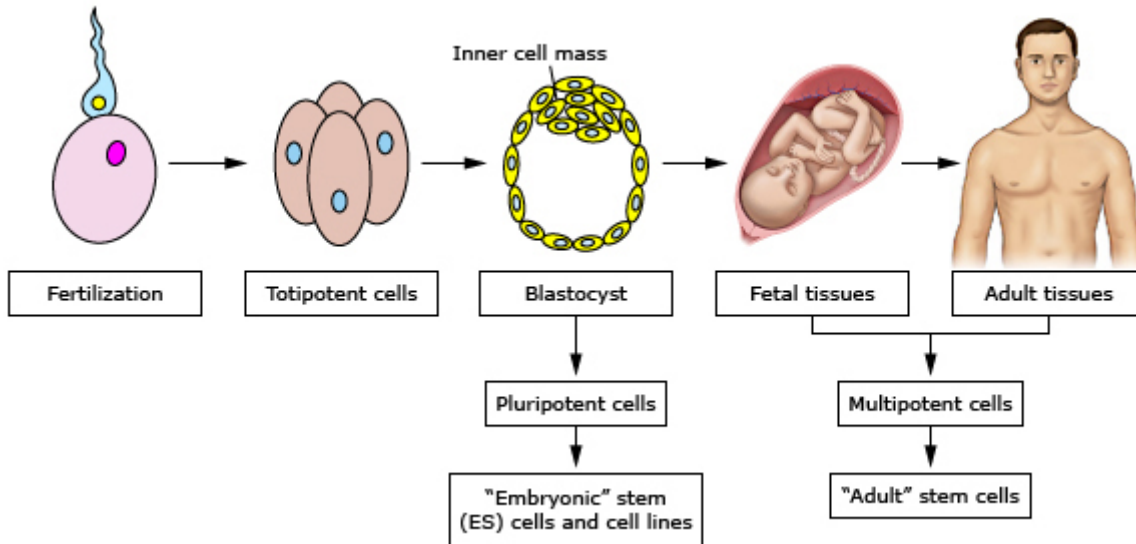 Inner cell mass
Fertilization
Totipotent cells
Blastocyst
Fetal tissues
Adult tissues
Pluripotent cells
Multipotent cells
“Embryonic” stem
(ES) cells and cell lines
“Adult” stem cells